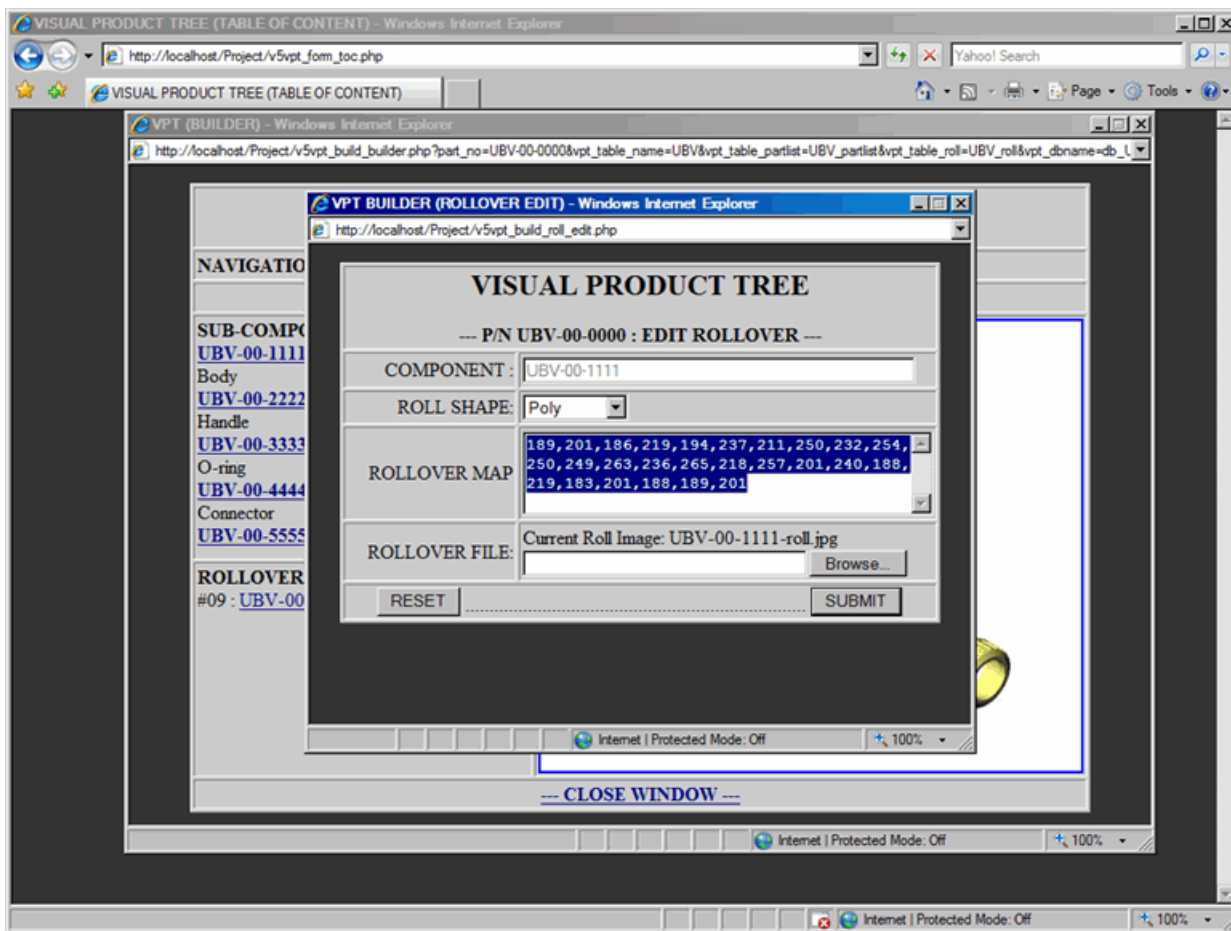 VISUAL PRODUCT TREE (TABLE OF CONTENT) - Windows Internet Explorer
http://localhost/Project/v5vpt_form_toc.php
Yahoo! Search
VISUAL PRODUCT TREE (TABLE OF CONTENT)
Page
Tools
VPT (BUILDER) - Windows Internet Explorer
http://localhost/Project/v5vpt_build_builder.php?part_no=UBV-00-0000&vpt_table_name=UBV&vpt_table_partlist=UBV_partlist&vpt_table_roll=UBV_roll&vpt_dbname=db_U
VPT BUILDER (ROLLOVER EDIT) - Windows Internet Explorer
http://localhost/Project/v5vpt_build_roll_edit.php
NAVIGATIO
SUB-COMPO
UBV-00-1111
Body
UBV-00-2222
Handle
UBV-00-3333
O-ring
UBV-00-4444
Connector
UBV-00-5555
ROLLOVER
#09 : UBV-00
VISUAL PRODUCT TREE
--- P/N UBV-00-0000 : EDIT ROLLOVER ---
COMPONENT : UBV-00-1111
ROLL SHAPE: Poly
ROLLOVER MAP
189,201,186,219,194,237,211,250,232,254,
250,249,263,236,265,218,257,201,240,188,
219,183,201,188,189,201
ROLLOVER FILE:
Current Roll Image: UBV-00-1111-roll.jpg
Browse...
RESET
SUBMIT
Internet | Protected Mode: Off
100%
--- CLOSE WINDOW ---
Internet | Protected Mode: Off
100%
Internet | Protected Mode: Off
100%